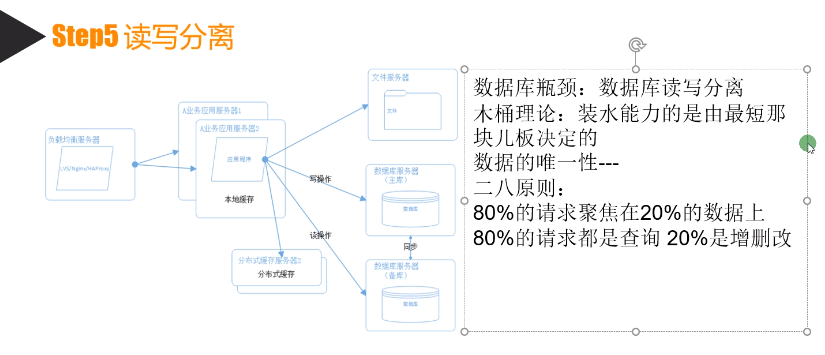 Step5 读写分离
负载均衡服务器
LVS/Nginx/HAProxy
A业务应用服务器1
A业务应用服务器2
应用程序
本地缓存
分布式缓存服务器2
分布式缓存
写操作
该操作
文件服务器
文件
数据库服务器
（主库）
数据库
同步
数据库服务器
（备库）
数据库
数据库瓶颈：数据库读写分离
木桶理论：装水能力的是由最短那
块儿板决定的
数据的唯一性---
二八原则：
80%的请求聚焦在20%的数据上
80%的请求都是查询 20%是增删改